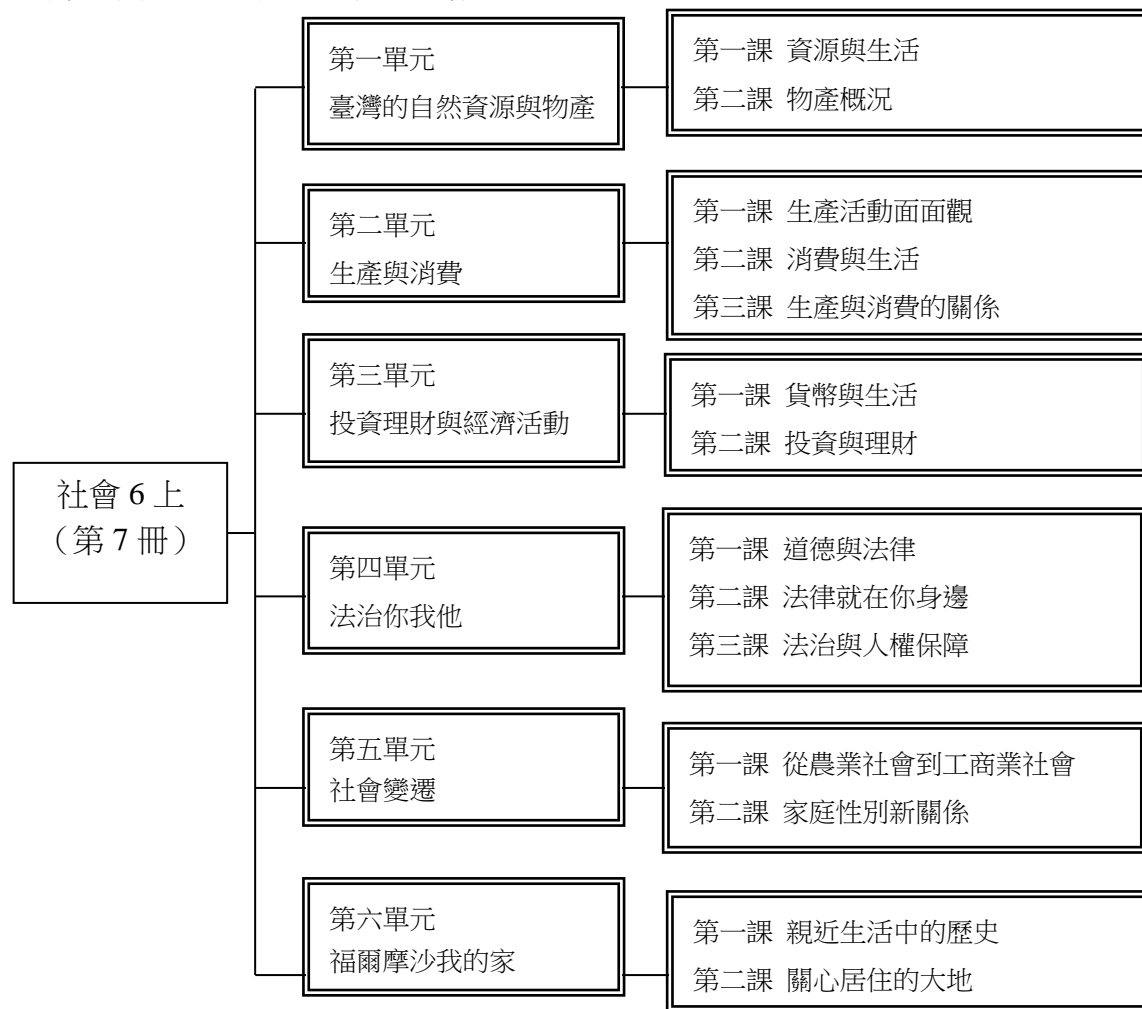 第一單元
臺灣的自然資源與物產
第一課 資源與生活
第二課 物產概況
第二單元
生產與消費
第一課 生產活動面面觀
第二課 消費與生活
第三課 生產與消費的關係
第三單元
投資理財與經濟活動
第一課 貨幣與生活
第二課 投資與理財
社會 6 上
（第 7 冊）
第四單元
法治你我他
第一課 道德與法律
第二課 法律就在你身邊
第三課 法治與人權保障
第五單元
社會變遷
第一課 從農業社會到工商業社會
第二課 家庭性別新關係
第六單元
福爾摩沙我的家
第一課 親近生活中的歷史
第二課 關心居住的大地